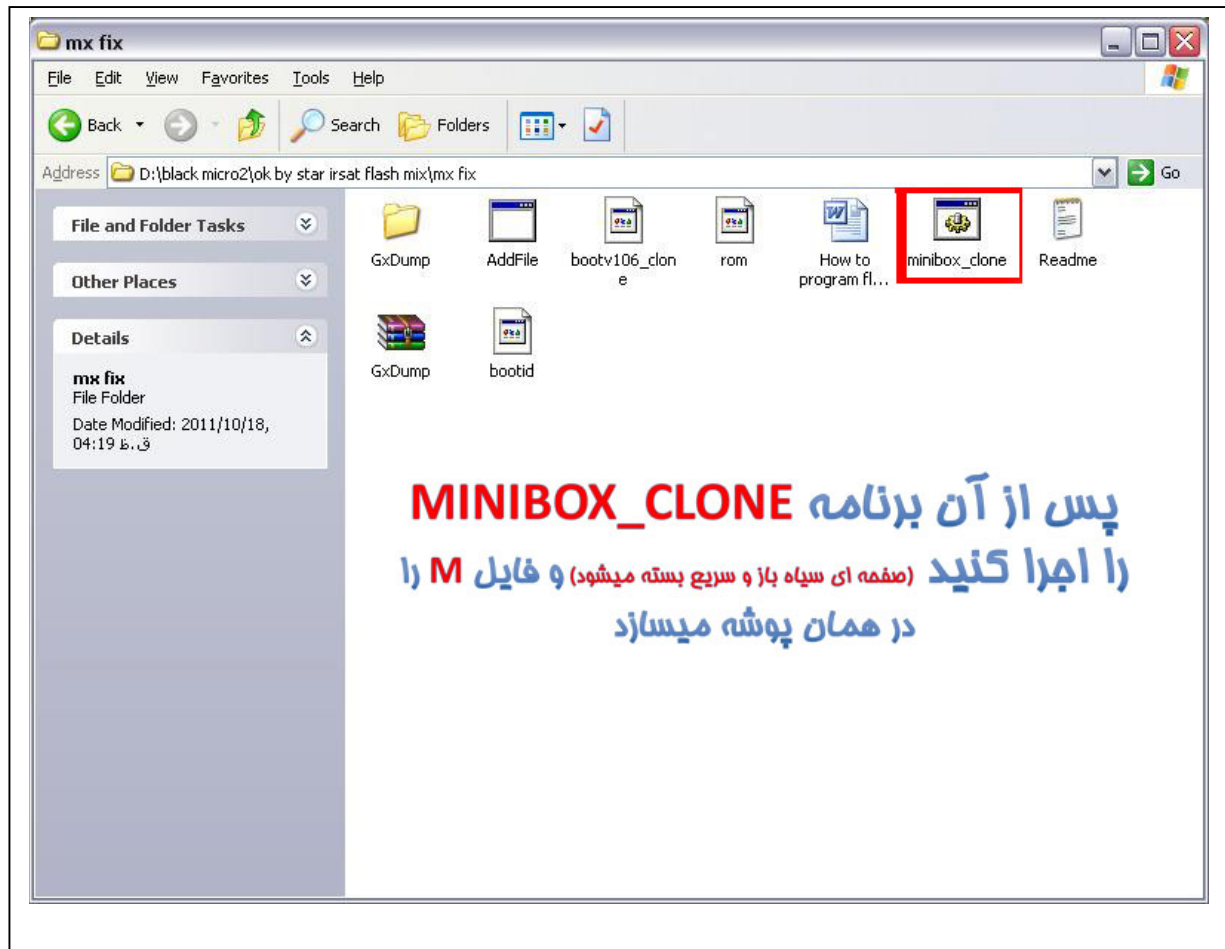 mx fix
File Edit View Favorites Tools Help
Back Search Folders
Address D:\black micro2\ok by star irsat flash mix\mx fix Go
File and Folder Tasks
Other Places
Details
mx fix
File Folder
Date Modified: 2011/10/18,
04:19 ق.ظ
GxDump AddFile bootv106_clon
e rom How to
program fl... minibox_clone Readme
GxDump bootid
پس از آن برنامه MINIBOX_CLONE
را اجرا کنید (صفحه ای سیاه باز و سریع بسته میشود) و فایل M را
در همان پوشه میسازد